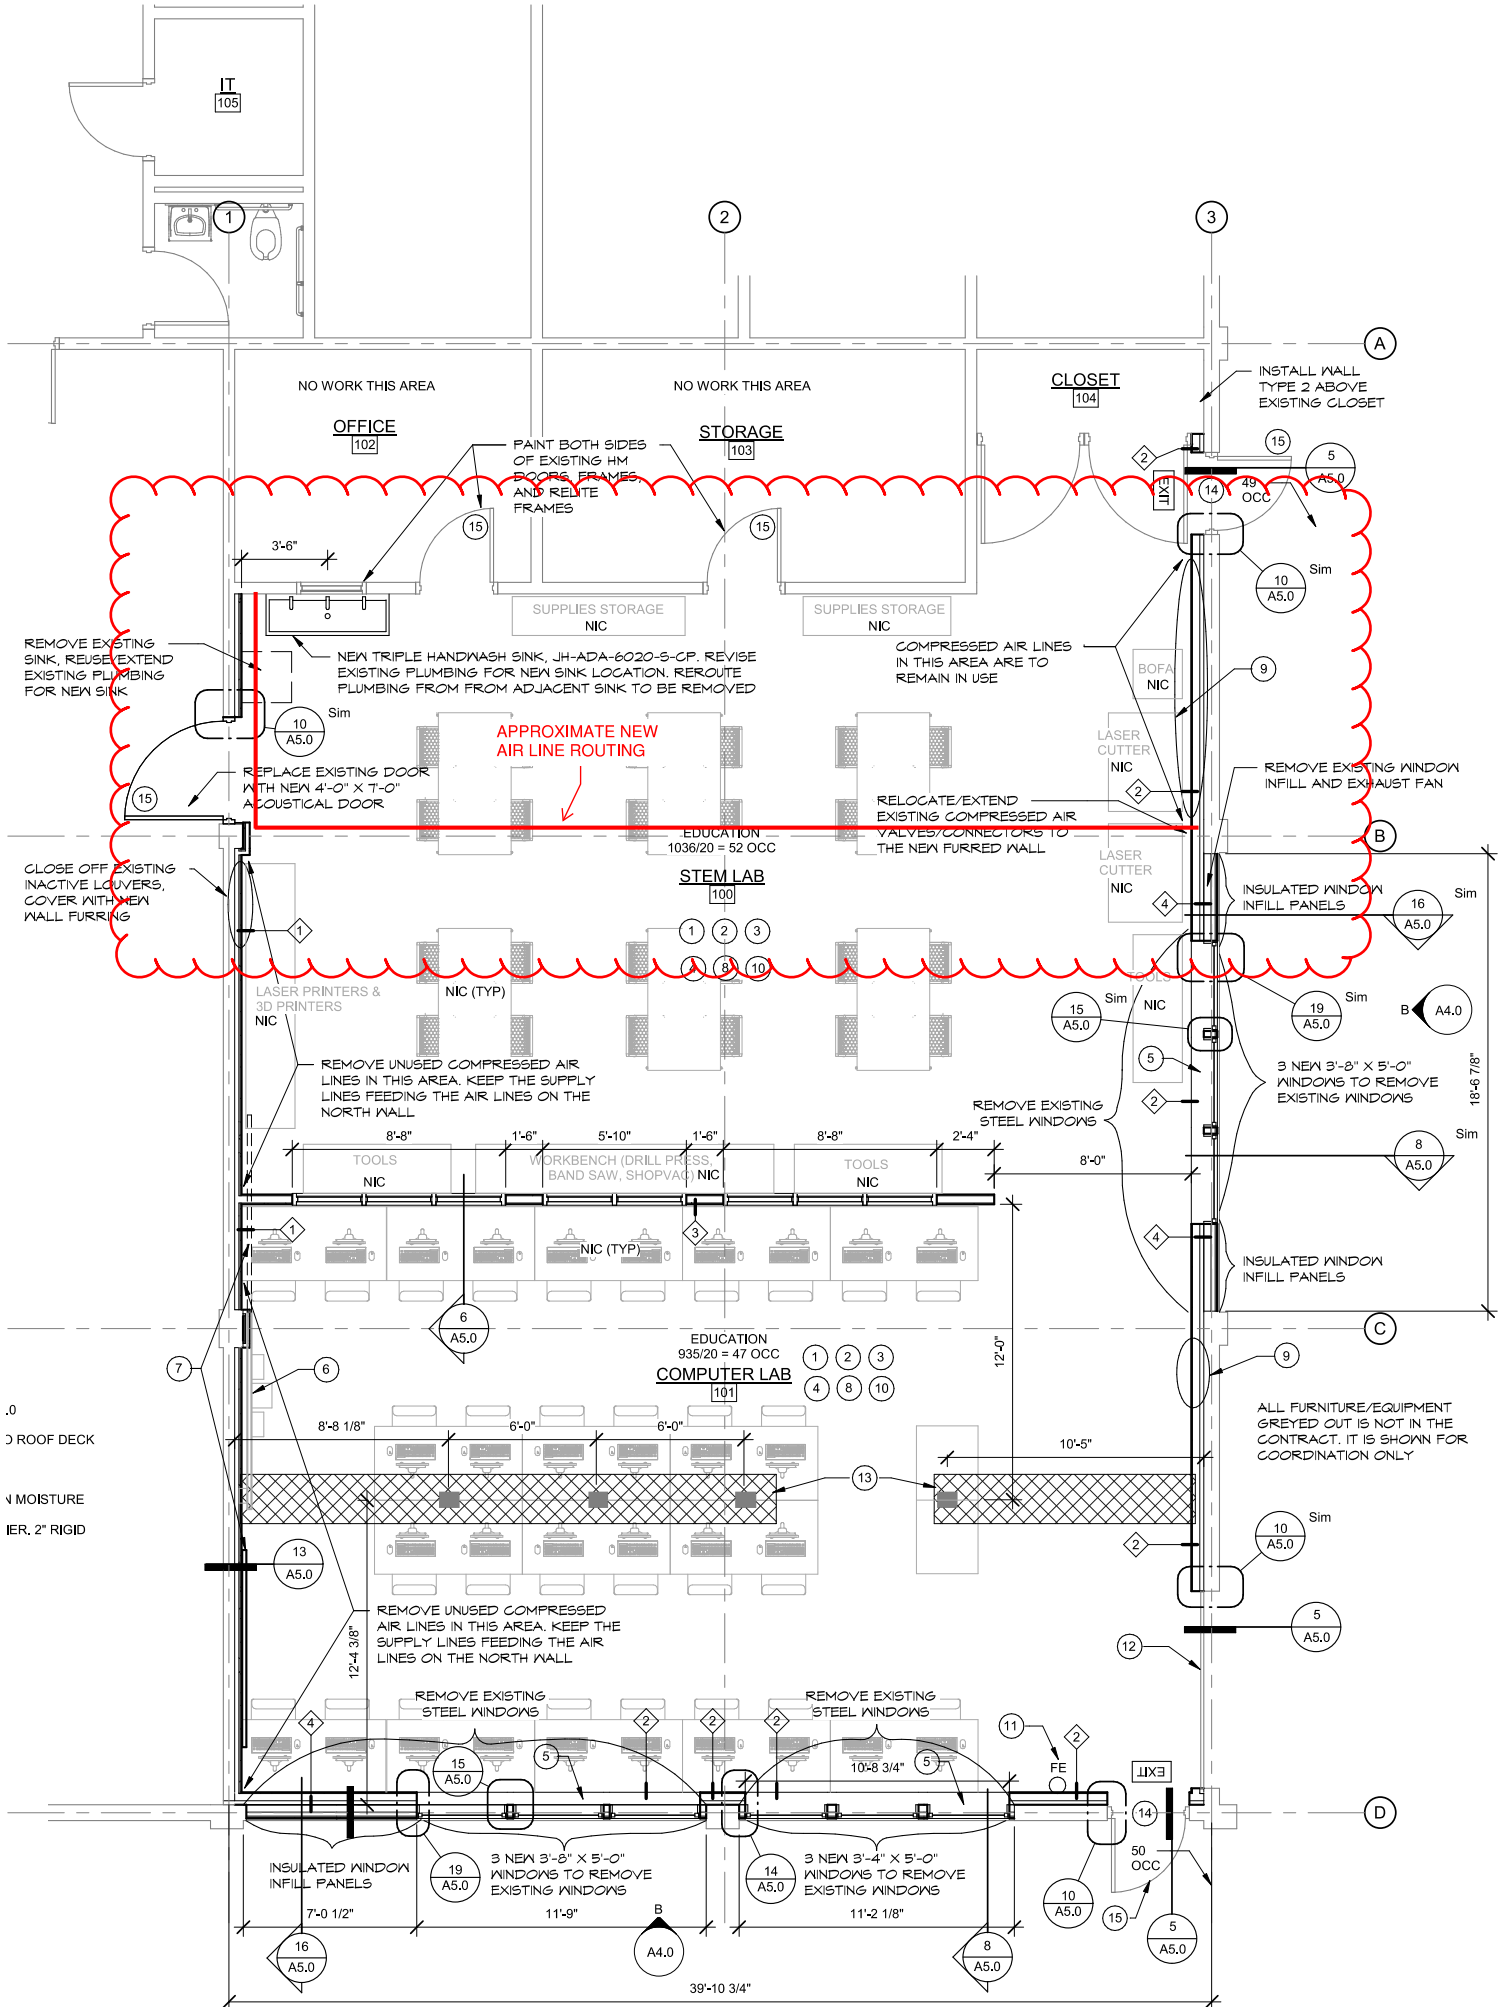 IT
105
1
2
3
A
NO WORK THIS AREA
NO WORK THIS AREA
CLOSET
104
INSTALL WALL
TYPE 2 ABOVE
EXISTING CLOSET
OFFICE
102
STORAGE
103
PAINT BOTH SIDES
OF EXISTING HM
DOORS, FRAMES,
AND RELITE
FRAMES
2
15
5
A5.0
EXIT
14
49
OCC
15
15
3'-6"
10
A5.0
Sim
SUPPLIES STORAGE
NIC
SUPPLIES STORAGE
NIC
REMOVE EXISTING
SINK, REUSE/EXTEND
EXISTING PLUMBING
FOR NEW SINK
NEW TRIPLE HANDWASH SINK, JH-ADA-6020-S-CP. REVISE
EXISTING PLUMBING FOR NEW SINK LOCATION. REROUTE
PLUMBING FROM FROM ADJACENT SINK TO BE REMOVED
COMPRESSED AIR LINES
IN THIS AREA ARE TO
REMAIN IN USE
BOFA
NIC
9
10
A5.0
Sim
APPROXIMATE NEW
AIR LINE ROUTING
LASER
CUTTER
NIC
REPLACE EXISTING DOOR
WITH NEW 4'-0" X 7'-0"
ACOUSTICAL DOOR
15
REMOVE EXISTING WINDOW
INFILL AND EXHAUST FAN
2
RELOCATE/EXTEND
EXISTING COMPRESSED AIR
VALVES/CONNECTORS TO
THE NEW FURRED WALL
EDUCATION
1036/20 = 52 OCC
B
CLOSE OFF EXISTING
INACTIVE LOUVERS,
COVER WITH NEW
WALL FURRING
STEM LAB
100
LASER
CUTTER
NIC
INSULATED WINDOW
INFILL PANELS
4
16
A5.0
Sim
1
1
2
3
4
8
10
TOOLS
NIC
LASER PRINTERS &
3D PRINTERS
NIC
NIC (TYP)
15
A5.0
Sim
19
A5.0
Sim
B
A4.0
REMOVE UNUSED COMPRESSED AIR
LINES IN THIS AREA. KEEP THE SUPPLY
LINES FEEDING THE AIR LINES ON THE
NORTH WALL
5
2
3 NEW 3'-8" X 5'-0"
WINDOWS TO REMOVE
EXISTING WINDOWS
18'-6 7/8"
REMOVE EXISTING
STEEL WINDOWS
8'-8"
1'-6"
5'-10"
1'-6"
8'-8"
2'-4"
8'-0"
8
A5.0
Sim
TOOLS
NIC
WORKBENCH (DRILL PRESS,
BAND SAW, SHOPVAC)
NIC
TOOLS
NIC
1
3
NIC (TYP)
4
INSULATED WINDOW
INFILL PANELS
6
A5.0
C
EDUCATION
935/20 = 47 OCC
COMPUTER LAB
101
1
2
3
4
8
10
12'-0"
9
7
6
.0
O ROOF DECK
N MOISTURE
IER, 2" RIGID
8'-8 1/8"
6'-0"
6'-0"
10'-5"
ALL FURNITURE/EQUIPMENT
GREYED OUT IS NOT IN THE
CONTRACT. IT IS SHOWN FOR
COORDINATION ONLY
13
13
A5.0
2
10
A5.0
Sim
REMOVE UNUSED COMPRESSED
AIR LINES IN THIS AREA. KEEP THE
SUPPLY LINES FEEDING THE AIR
LINES ON THE NORTH WALL
12'-4 3/8"
12
5
A5.0
REMOVE EXISTING
STEEL WINDOWS
REMOVE EXISTING
STEEL WINDOWS
4
2
2
2
11
2
15
A5.0
5
10'-8 3/4"
5
FE
EXIT
14
D
INSULATED WINDOW
INFILL PANELS
19
A5.0
3 NEW 3'-8" X 5'-0"
WINDOWS TO REMOVE
EXISTING WINDOWS
14
A5.0
3 NEW 3'-4" X 5'-0"
WINDOWS TO REMOVE
EXISTING WINDOWS
50
OCC
10
A5.0
15
5
A5.0
7'-0 1/2"
11'-9"
B
A4.0
11'-2 1/8"
16
A5.0
8
A5.0
39'-10 3/4"